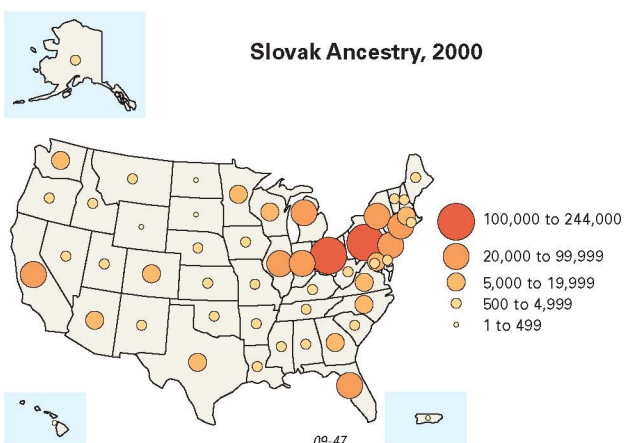 Slovak Ancestry, 2000
100,000 to 244,000
20,000 to 99,999
5,000 to 19,999
500 to 4,999
1 to 499
09-47